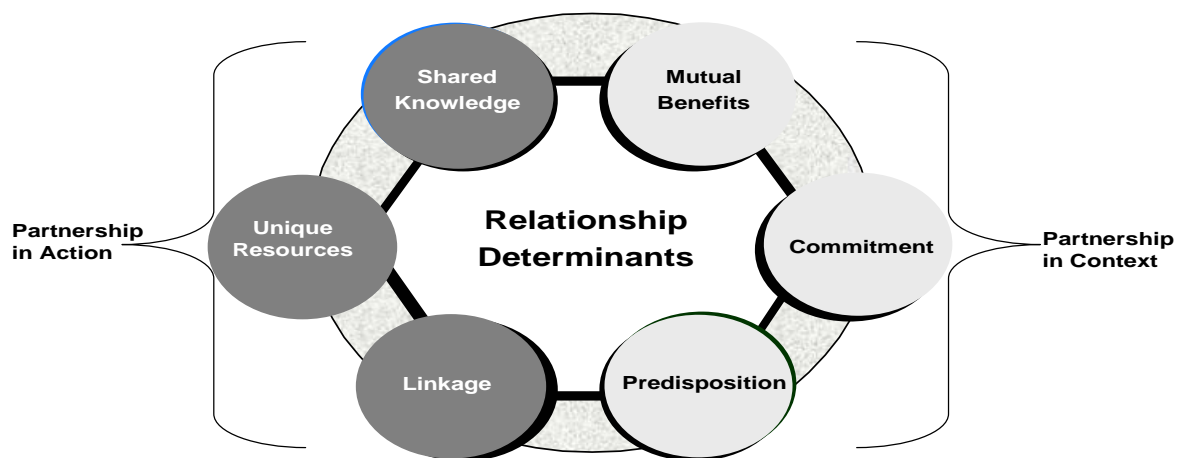 Shared
Knowledge
Mutual
Benefits
Unique
Resources
Relationship
Determinants
Commitment
Partnership
in Action
Partnership
in Context
Linkage
Predisposition